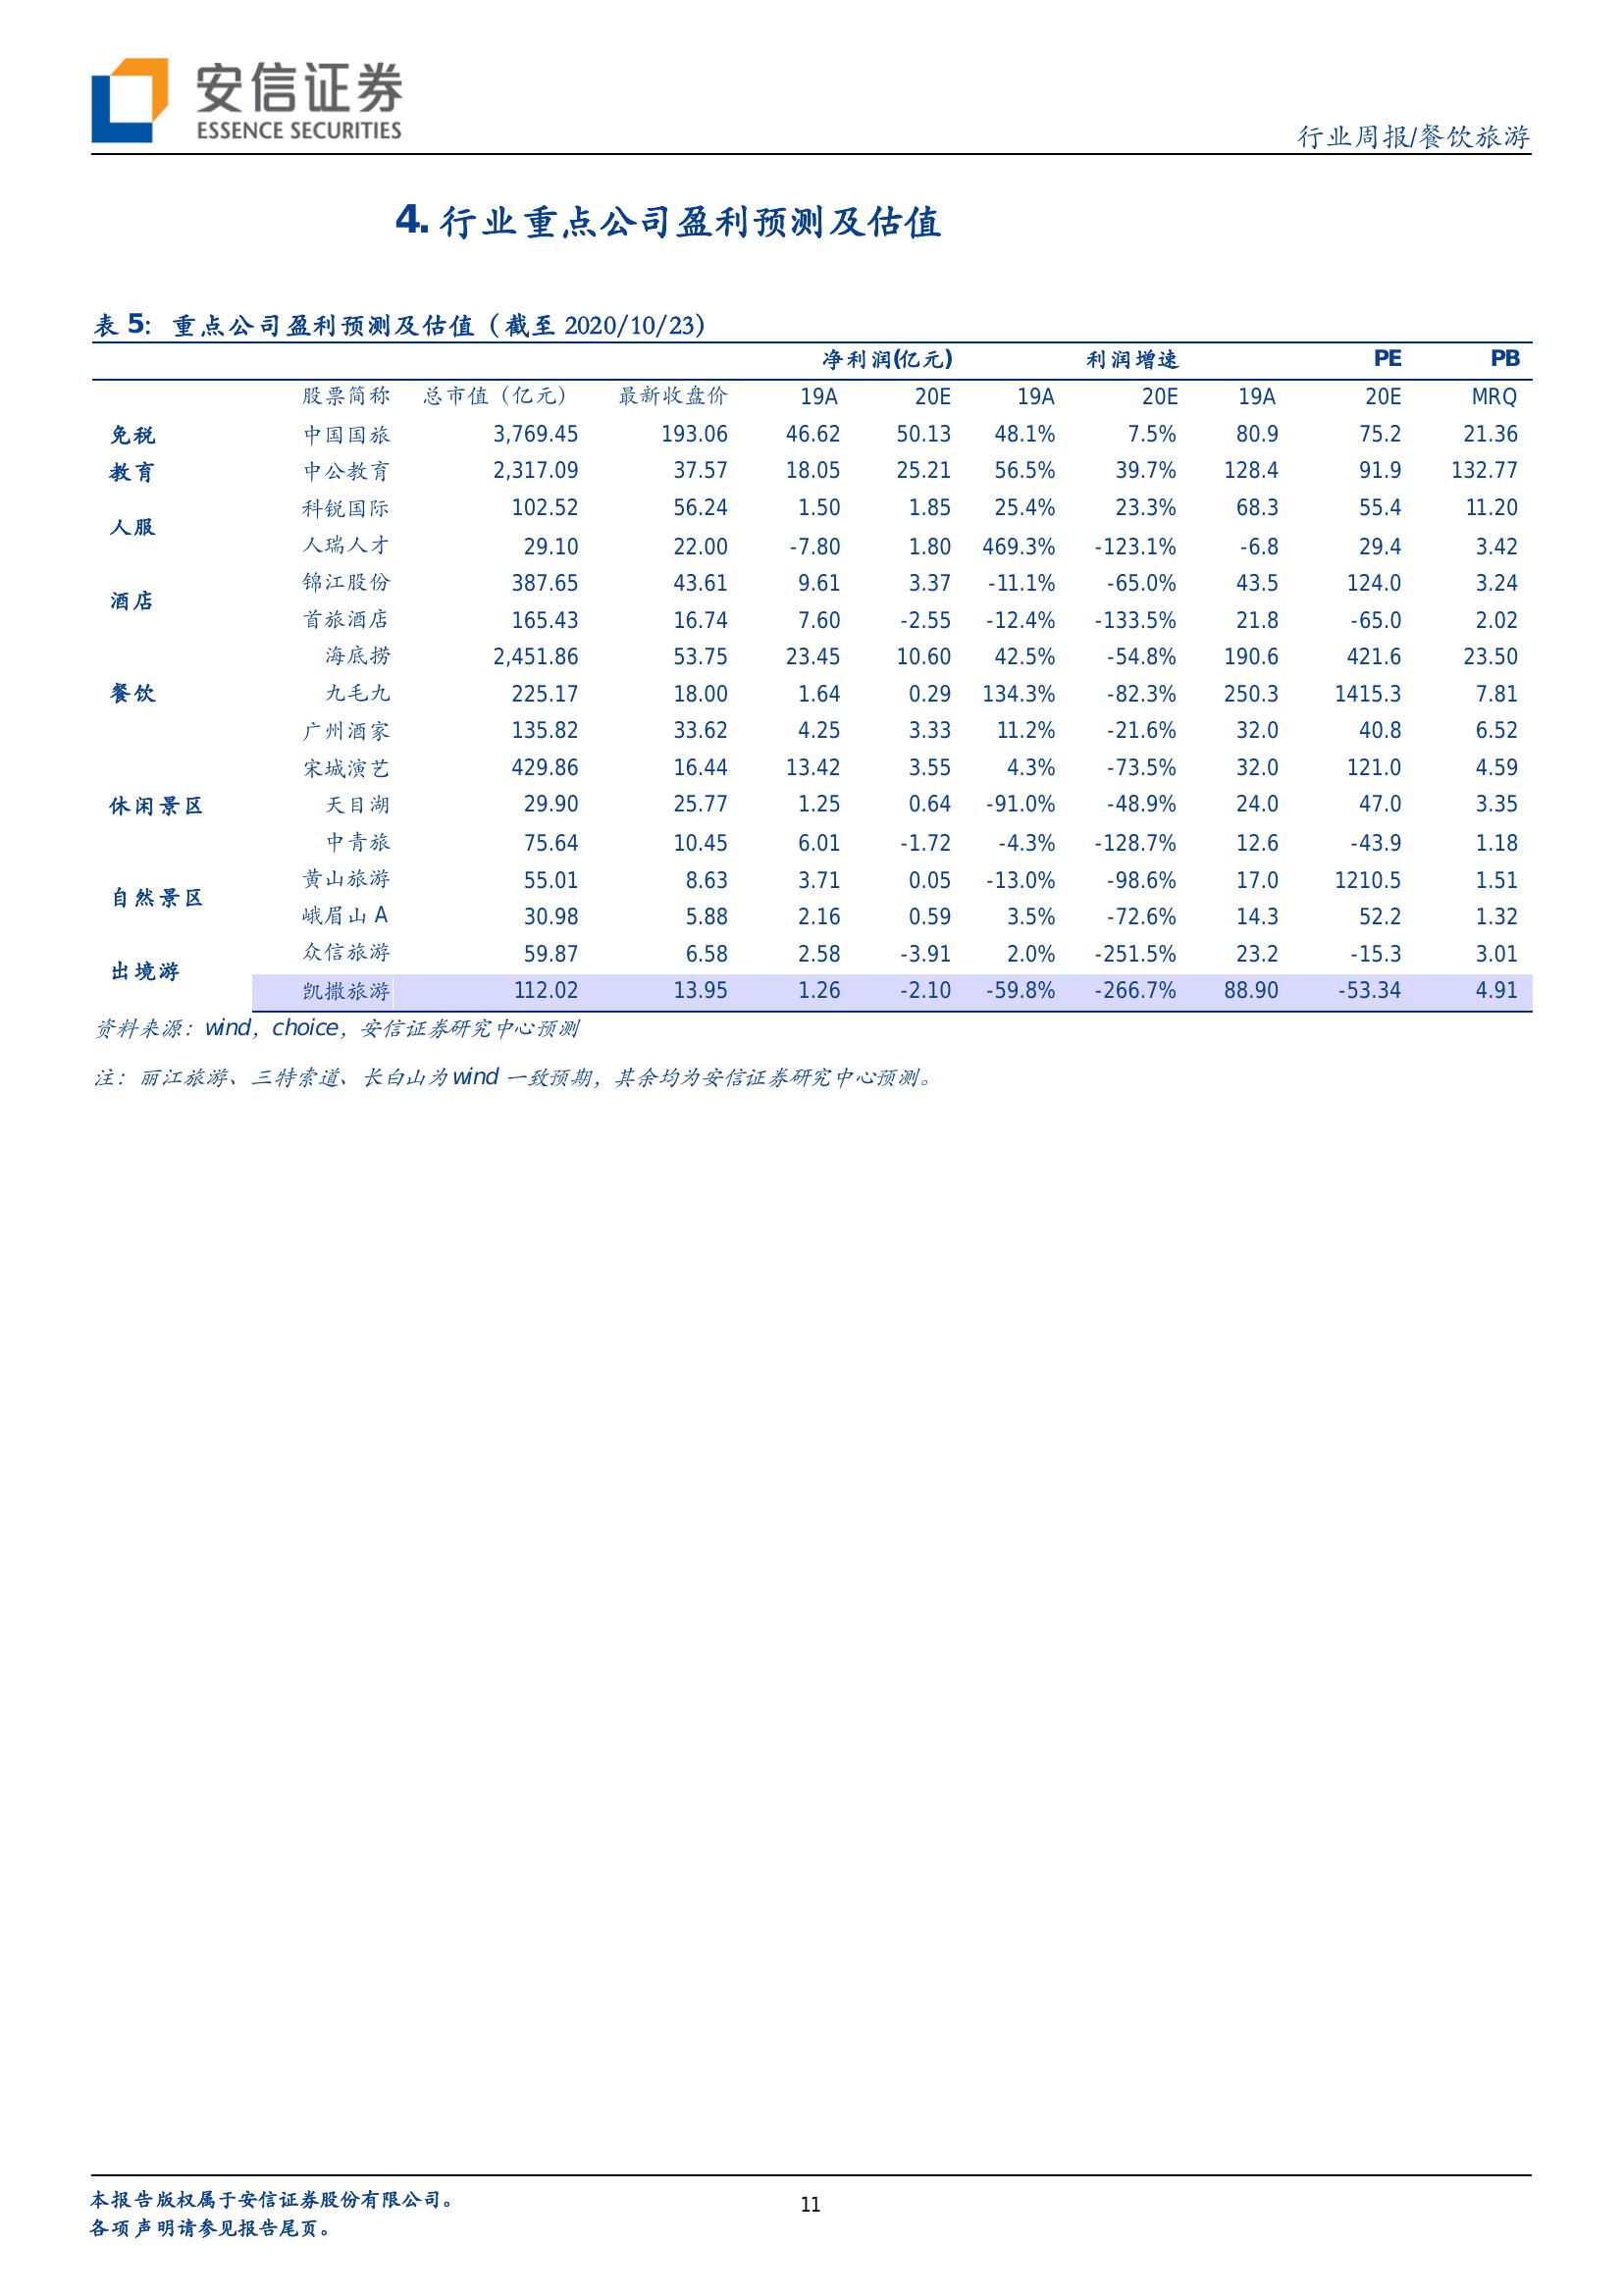 安信证券
ESSENCE SECURITIES
行业周报/餐饮旅游
4. 行业重点公司盈利预测及估值
表 5：重点公司盈利预测及估值（截至 2020/10/23）
净利润(亿元) 利润增速 PE PB
股票简称 总市值（亿元） 最新收盘价 19A 20E 19A 20E 19A 20E MRQ
免税 中国国旅 3,769.45 193.06 46.62 50.13 48.1% 7.5% 80.9 75.2 21.36
教育 中公教育 2,317.09 37.57 18.05 25.21 56.5% 39.7% 128.4 91.9 132.77
人服 科锐国际 102.52 56.24 1.50 1.85 25.4% 23.3% 68.3 55.4 11.20
人瑞人才 29.10 22.00 -7.80 1.80 469.3% -123.1% -6.8 29.4 3.42
酒店 锦江股份 387.65 43.61 9.61 3.37 -11.1% -65.0% 43.5 124.0 3.24
首旅酒店 165.43 16.74 7.60 -2.55 -12.4% -133.5% 21.8 -65.0 2.02
海底捞 2,451.86 53.75 23.45 10.60 42.5% -54.8% 190.6 421.6 23.50
餐饮 九毛九 225.17 18.00 1.64 0.29 134.3% -82.3% 250.3 1415.3 7.81
广州酒家 135.82 33.62 4.25 3.33 11.2% -21.6% 32.0 40.8 6.52
宋城演艺 429.86 16.44 13.42 3.55 4.3% -73.5% 32.0 121.0 4.59
休闲景区 天目湖 29.90 25.77 1.25 0.64 -91.0% -48.9% 24.0 47.0 3.35
中青旅 75.64 10.45 6.01 -1.72 -4.3% -128.7% 12.6 -43.9 1.18
自然景区 黄山旅游 55.01 8.63 3.71 0.05 -13.0% -98.6% 17.0 1210.5 1.51
峨眉山 A 30.98 5.88 2.16 0.59 3.5% -72.6% 14.3 52.2 1.32
出境游 众信旅游 59.87 6.58 2.58 -3.91 2.0% -251.5% 23.2 -15.3 3.01
凯撒旅游 112.02 13.95 1.26 -2.10 -59.8% -266.7% 88.90 -53.34 4.91
资料来源：wind，choice，安信证券研究中心预测
注：丽江旅游、三特索道、长白山为 wind 一致预期，其余均为安信证券研究中心预测。
本报告版权属于安信证券股份有限公司。
各项声明请参见报告尾页。
11